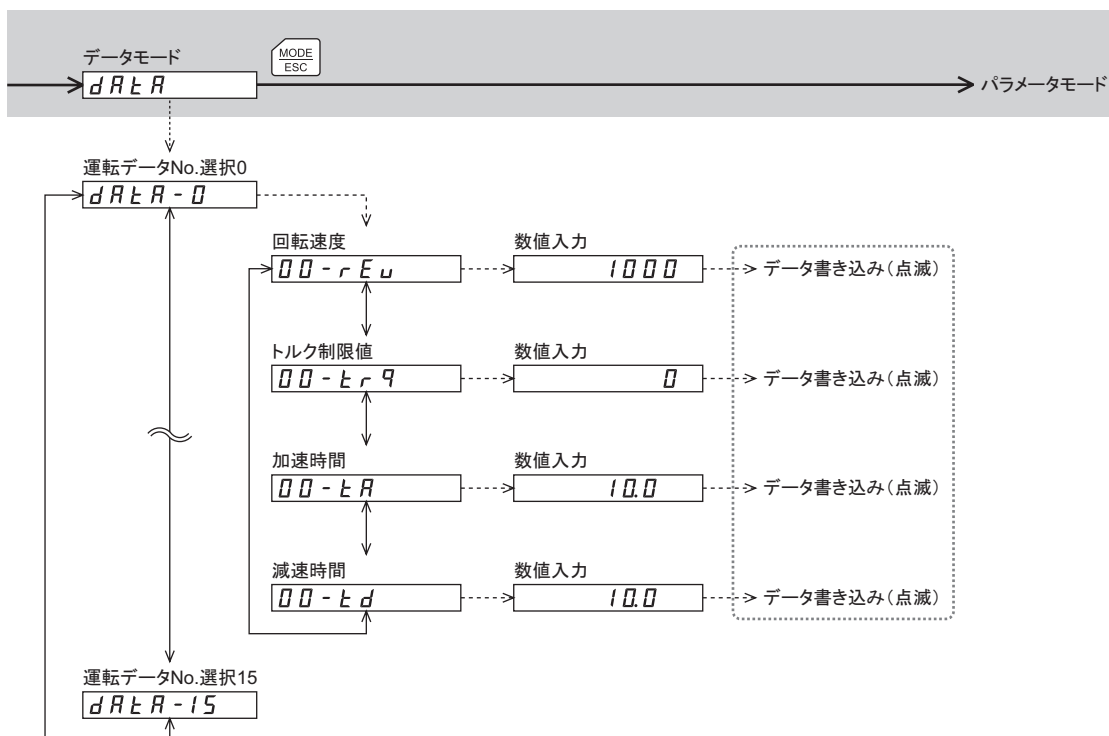 データモード
MODE
ESC
dAtA
パラメータモード
運転データNo.選択0
dAtA-0
回転速度
数値入力
00-rEv
1000
データ書き込み（点滅）
トルク制限値
数値入力
00-trq
0
データ書き込み（点滅）
加速時間
数値入力
00-tA
10.0
データ書き込み（点滅）
減速時間
数値入力
00-td
10.0
データ書き込み（点滅）
運転データNo.選択15
dAtA-15